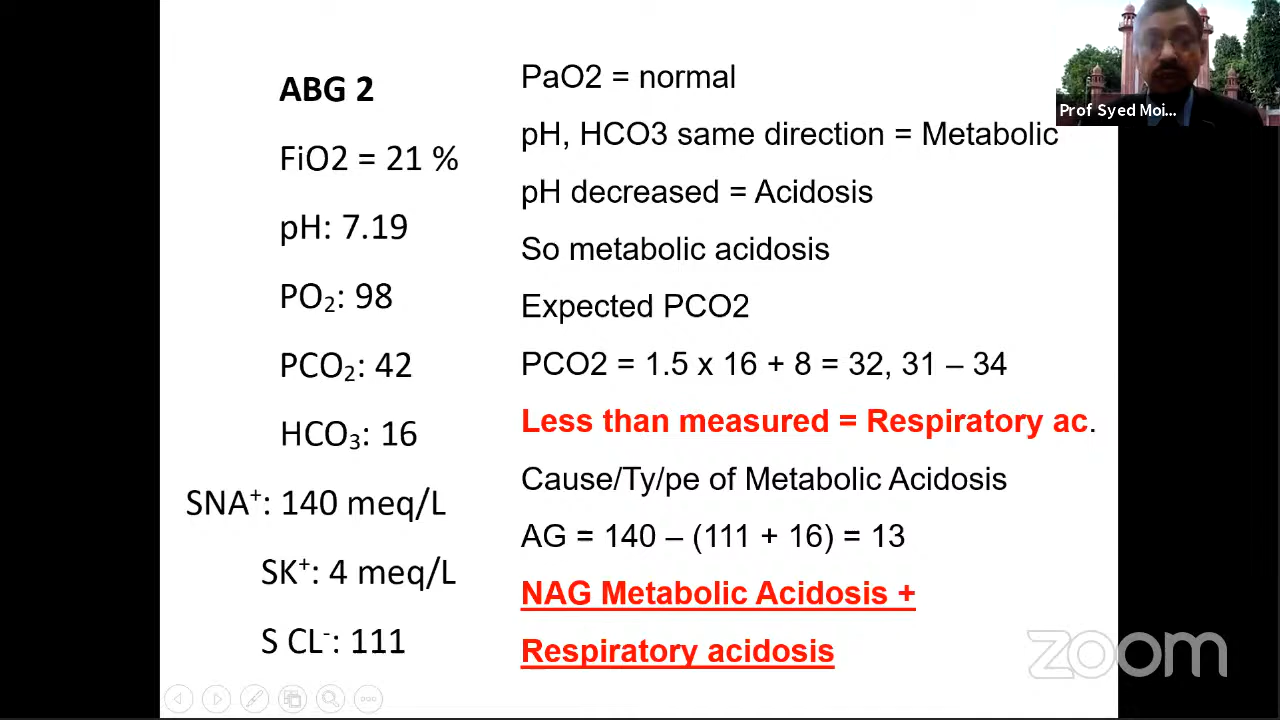 ABG 2
FiO2 = 21 %
pH: 7.19
PO₂: 98
PCO₂: 42
HCO₃: 16
SNA⁺: 140 meq/L
SK⁺: 4 meq/L
S CL⁻: 111
PaO2 = normal
pH, HCO3 same direction = Metabolic
pH decreased = Acidosis
So metabolic acidosis
Expected PCO2
PCO2 = 1.5 x 16 + 8 = 32, 31 – 34
Less than measured = Respiratory ac.
Cause/Ty/pe of Metabolic Acidosis
AG = 140 – (111 + 16) = 13
NAG Metabolic Acidosis +
Respiratory acidosis
Prof Syed Moi...
zoom